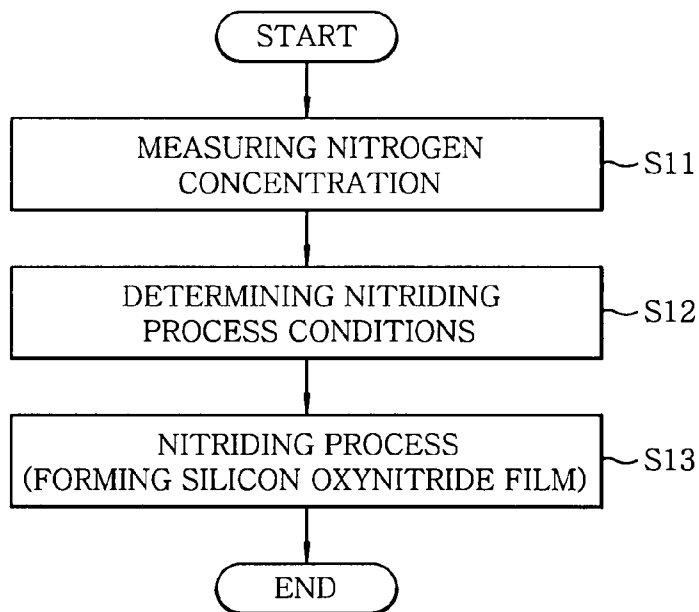 START
MEASURING NITROGEN
CONCENTRATION
S11
DETERMINING NITRIDING
PROCESS CONDITIONS
S12
NITRIDING PROCESS
(FORMING SILICON OXYNITRIDE FILM)
S13
END